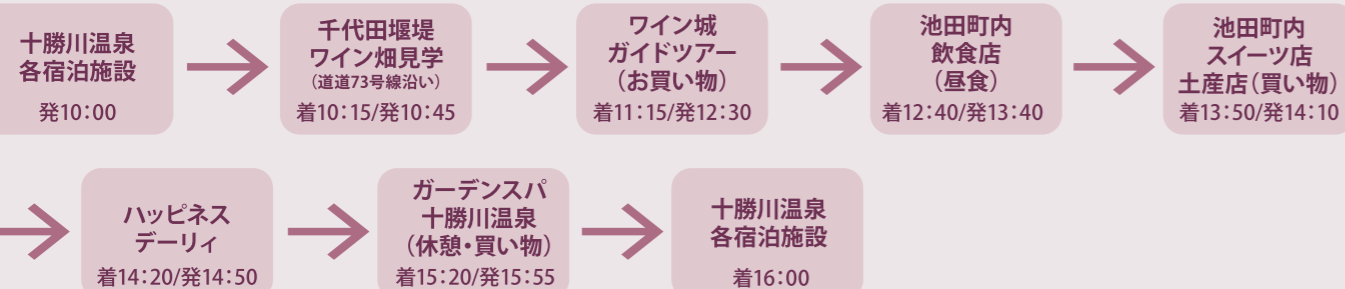 十勝川温泉
各宿泊施設
発10：00
千代田堰堤
ワイン畑見学
（道道73号線沿い）
着10：15/発10：45
ワイン城
ガイドツアー
（お買い物）
着11：15/発12：30
池田町内
飲食店
（昼食）
着12：40/発13：40
池田町内
スイーツ店
土産店（買い物）
着13：50/発14：10
ハッピネス
デーリィ
着14：20/発14：50
ガーデンスパ
十勝川温泉
（休憩・買い物）
着15：20/発15：55
十勝川温泉
各宿泊施設
着16：00